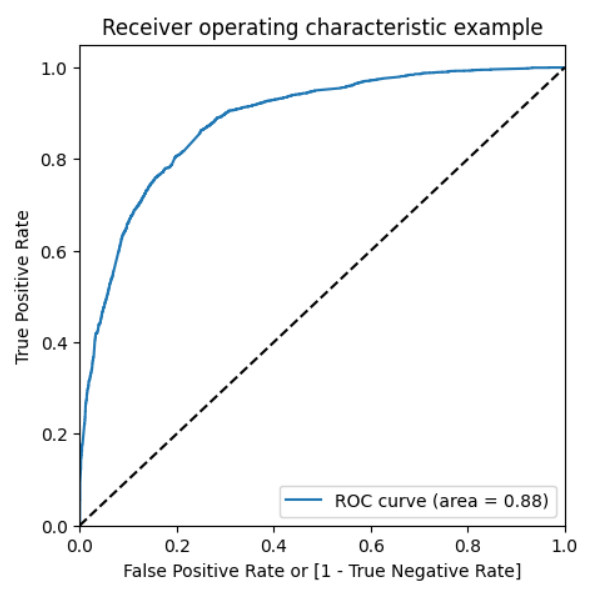 Receiver operating characteristic example
True Positive Rate
1.0
0.8
0.6
0.4
0.2
0.0
ROC curve (area = 0.88)
0.0 0.2 0.4 0.6 0.8 1.0
False Positive Rate or [1 - True Negative Rate]